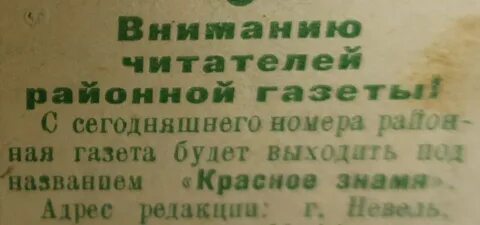 Вниманию
читателей
районной газеты!
С сегодняшнего номера район-
ная газета будет выходить под
названием «Красное знамя».
Адрес редакции: г. Невель,